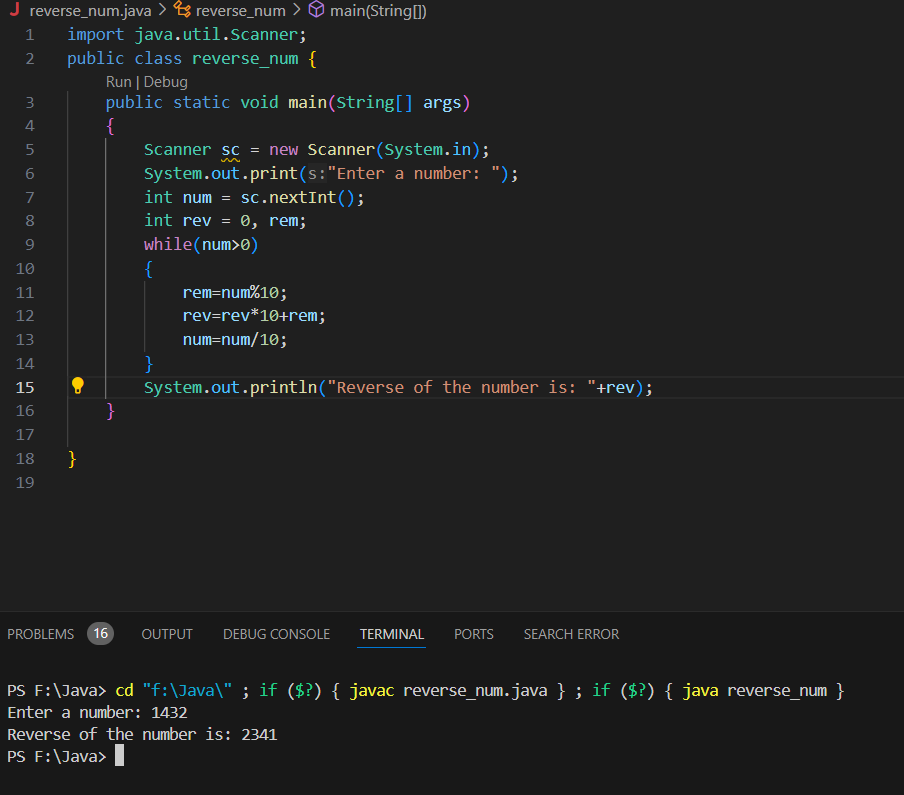 J reverse_num.java > reverse_num > main(String[])
1 import java.util.Scanner;
2 public class reverse_num {
Run | Debug
3 public static void main(String[] args)
4 {
5 Scanner sc = new Scanner(System.in);
6 System.out.print(s:"Enter a number: ");
7 int num = sc.nextInt();
8 int rev = 0, rem;
9 while(num>0)
10 {
11 rem=num%10;
12 rev=rev*10+rem;
13 num=num/10;
14 }
15 System.out.println("Reverse of the number is: "+rev);
16 }
17
18 }
19
PROBLEMS 16 OUTPUT DEBUG CONSOLE TERMINAL PORTS SEARCH ERROR
PS F:\Java> cd "f:\Java\" ; if ($?) { javac reverse_num.java } ; if ($?) { java reverse_num }
Enter a number: 1432
Reverse of the number is: 2341
PS F:\Java>